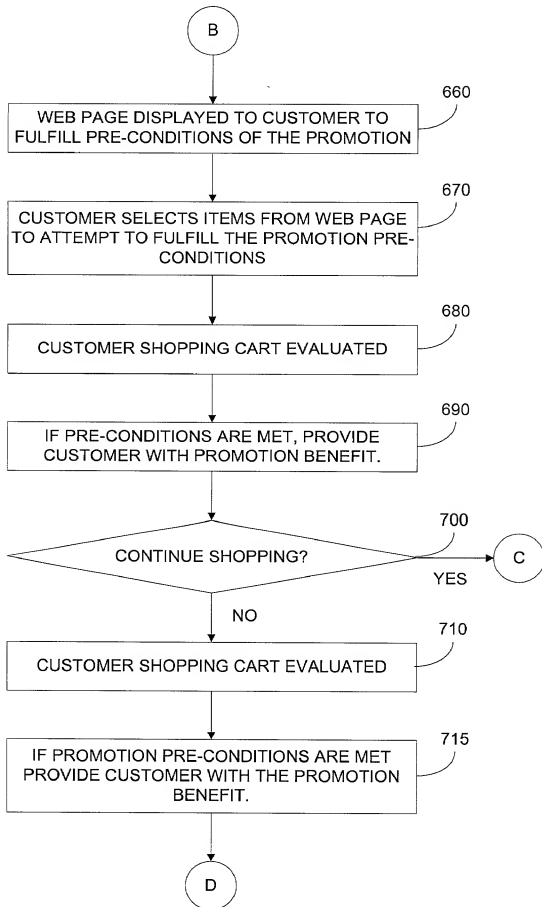 B
660
WEB PAGE DISPLAYED TO CUSTOMER TO
FULFILL PRE-CONDITIONS OF THE PROMOTION
670
CUSTOMER SELECTS ITEMS FROM WEB PAGE
TO ATTEMPT TO FULFILL THE PROMOTION PRE-
CONDITIONS
680
CUSTOMER SHOPPING CART EVALUATED
690
IF PRE-CONDITIONS ARE MET, PROVIDE
CUSTOMER WITH PROMOTION BENEFIT.
700
CONTINUE SHOPPING?
C
YES
NO
710
CUSTOMER SHOPPING CART EVALUATED
715
IF PROMOTION PRE-CONDITIONS ARE MET
PROVIDE CUSTOMER WITH THE PROMOTION
BENEFIT.
D